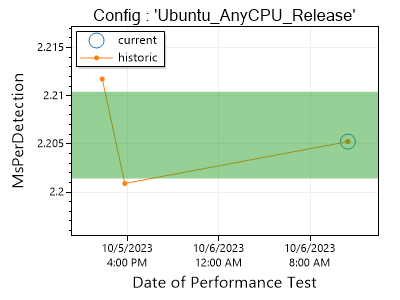 Config : 'Ubuntu_AnyCPU_Release'
current
historic
2.215
2.21
2.205
2.2
MsPerDetection
10/5/2023
4:00 PM
10/6/2023
12:00 AM
10/6/2023
8:00 AM
Date of Performance Test